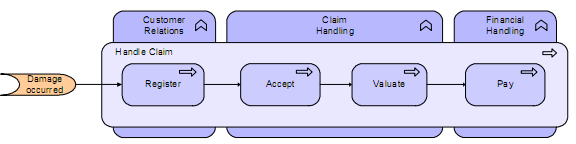 Customer
Relations
Claim
Handling
Financial
Handling
Handle Claim
Damage
occurred
Register
Accept
Valuate
Pay